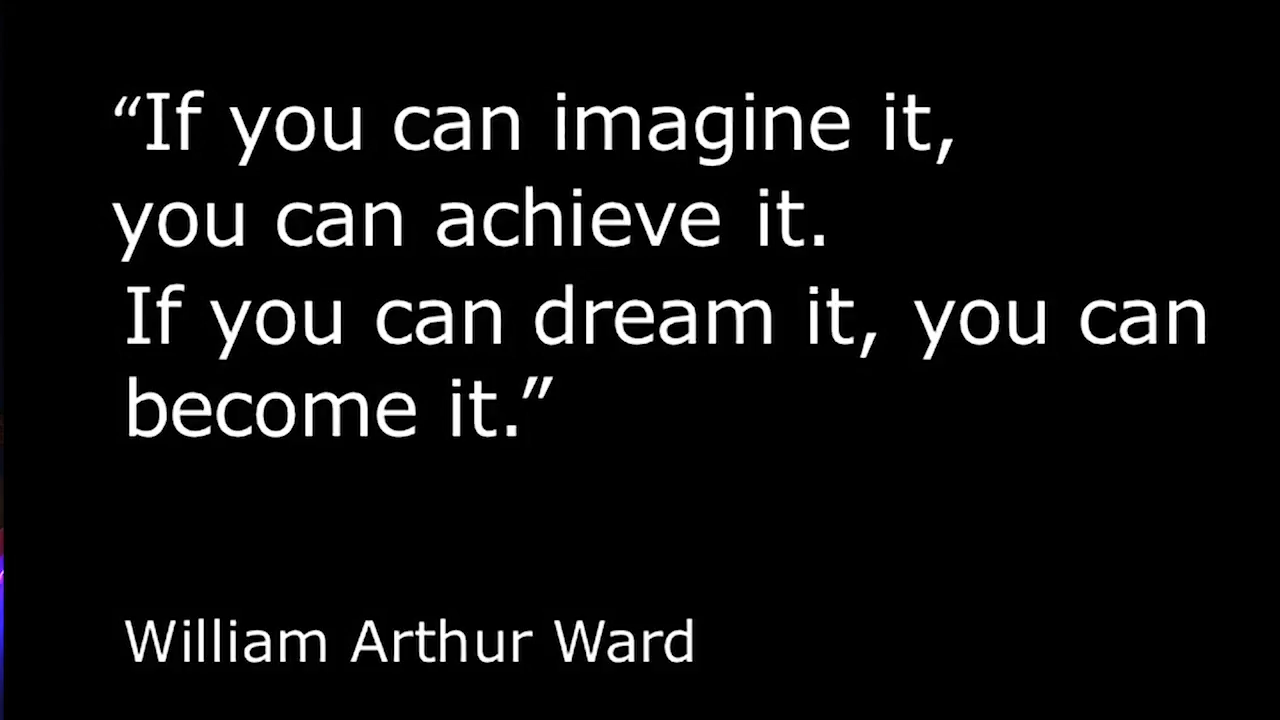 “If you can imagine it,
you can achieve it.
If you can dream it, you can
become it.”
William Arthur Ward